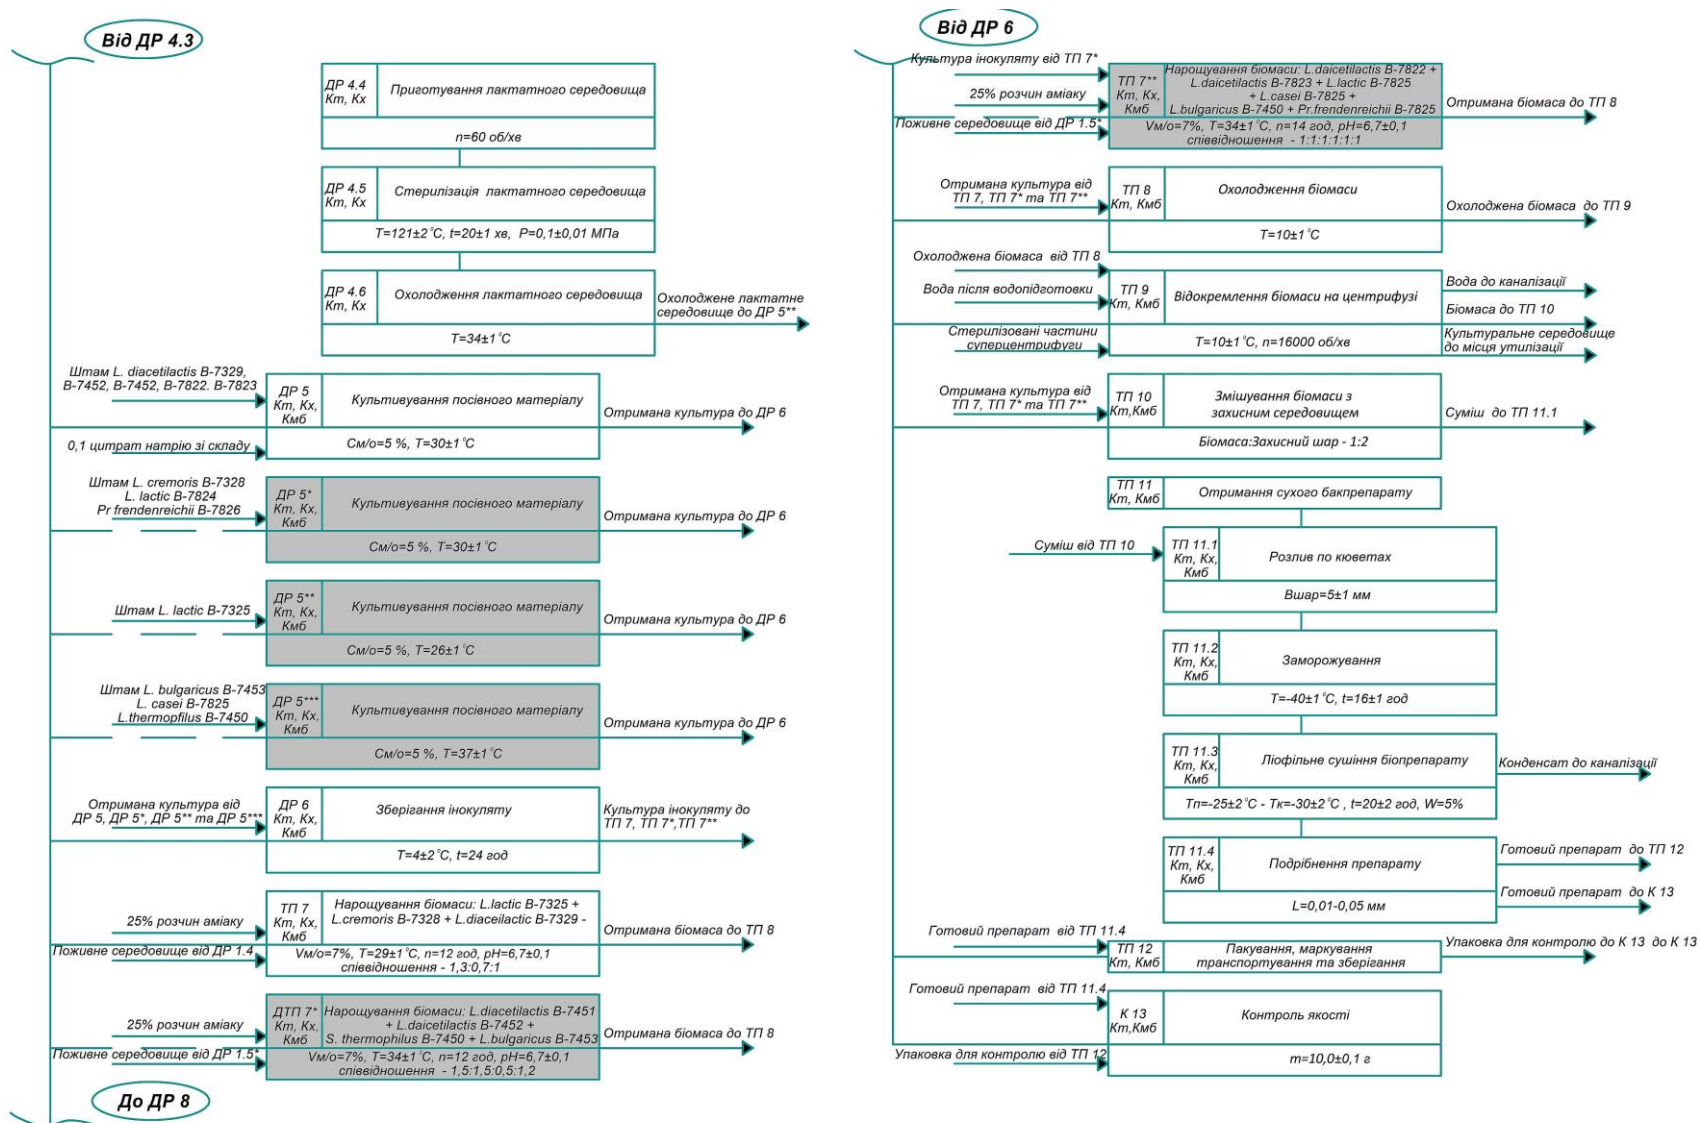 Від ДР 4.3
ДР 4.4
Кт, Кх
Приготування лактатного середовища
n=60 об/хв
ДР 4.5
Кт, Кх
Стерилізація лактатного середовища
Т=121±2°С, t=20±1 хв, Р=0,1±0,01 МПа
ДР 4.6
Кт, Кх
Охолодження лактатного середовища
Т=34±1°С
Охолоджене лактатне
середовище до ДР 5**
Штам L. diacetilactis В-7329,
В-7452, В-7452, В-7822. В-7823
0,1 цитрат натрію зі складу
ДР 5
Кт, Кх,
Кмб
Культивування посівного матеріалу
См/о=5 %, Т=30±1°С
Отримана культура до ДР 6
Штам L. cremoris В-7328
L. lactic В-7824
Pr frendenreichii В-7826
ДР 5*
Кт, Кх,
Кмб
Культивування посівного матеріалу
См/о=5 %, Т=30±1°С
Отримана культура до ДР 6
Штам L. lactic В-7325
ДР 5**
Кт, Кх,
Кмб
Культивування посівного матеріалу
См/о=5 %, Т=26±1°С
Отримана культура до ДР 6
Штам L. bulgaricus В-7453
L. casei В-7825
L.thermopfilus В-7450
ДР 5***
Кт, Кх,
Кмб
Культивування посівного матеріалу
См/о=5 %, Т=37±1°С
Отримана культура до ДР 6
Отримана культура від
ДР 5, ДР 5*, ДР 5** та ДР 5***
ДР 6
Кт, Кх,
Кмб
Зберігання інокуляту
Т=4±2°С, t=24 год
Культура інокуляту до
ТП 7, ТП 7*,ТП 7**
25% розчин аміаку
Поживне середовище від ДР 1.4
ТП 7
Кт, Кх,
Кмб
Нарощування біомаси: L.lactic В-7325 +
L.cremoris В-7328 + L.diaceilactic В-7329 -
Vм/о=7%, Т=29±1°С, n=12 год, рН=6,7±0,1
співвідношення - 1,3:0,7:1
Отримана біомаса до ТП 8
25% розчин аміаку
Поживне середовище від ДР 1.5*
ДТП 7*
Кт, Кх,
Кмб
Нарощування біомаси: L.diacetilactis В-7451
+ L.daicetilactis В-7452 +
S. thermophilus В-7450 + L.bulgaricus В-7453
Vм/о=7%, Т=34±1°С, n=12 год, рН=6,7±0,1
співвідношення - 1,5:1,5:0,5:1,2
Отримана біомаса до ТП 8
До ДР 8
Від ДР 6
Культура інокуляту від ТП 7*
25% розчин аміаку
Поживне середовище від ДР 1.5*
ТП 7**
Кт, Кх,
Кмб
Нарощування біомаси: L.daicetilactis В-7822 +
L.daicetilactis В-7823 + L.lactic В-7825
+ L.casei В-7825 +
L.bulgaricus В-7450 + Pr.frendenreichii В-7825
Vм/о=7%, Т=34±1°С, n=14 год, рН=6,7±0,1
співвідношення - 1:1:1:1:1:1
Отримана біомаса до ТП 8
Отримана культура від
ТП 7, ТП 7* та ТП 7**
ТП 8
Кт, Кмб
Охолодження біомаси
Т=10±1°С
Охолоджена біомаса до ТП 9
Охолоджена біомаса від ТП 8
Вода після водопідготовки
Стерилізовані частини
суперцентрифуги
ТП 9
Кт, Кмб
Відокремлення біомаси на центрифузі
Т=10±1°С, n=16000 об/хв
Вода до каналізації
Біомаса до ТП 10
Культуральне середовище
до місця утилізації
Отримана культура від
ТП 7, ТП 7* та ТП 7**
ТП 10
Кт,Кмб
Змішування біомаси з
захисним середовищем
Біомаса:Захисний шар - 1:2
Суміш до ТП 11.1
ТП 11
Кт, Кмб
Отримання сухого бакпрепарату
Суміш від ТП 10
ТП 11.1
Кт, Кх,
Кмб
Розлив по кюветах
Вшар=5±1 мм
ТП 11.2
Кт, Кх,
Кмб
Заморожування
Т=-40±1°С, t=16±1 год
ТП 11.3
Кт, Кх,
Кмб
Ліофільне сушіння біопрепарату
Тп=-25±2°С - Тк=-30±2°С , t=20±2 год, W=5%
Конденсат до каналізації
ТП 11.4
Кт, Кх,
Кмб
Подрібнення препарату
L=0,01-0,05 мм
Готовий препарат до ТП 12
Готовий препарат до К 13
Готовий препарат від ТП 11.4
ТП 12
Кт, Кмб
Пакування, маркування
транспортування та зберігання
Упаковка для контролю до К 13 до К 13
Готовий препарат від ТП 11.4
Упаковка для контролю від ТП 12
К 13
Кт,Кмб
Контроль якості
m=10,0±0,1 г